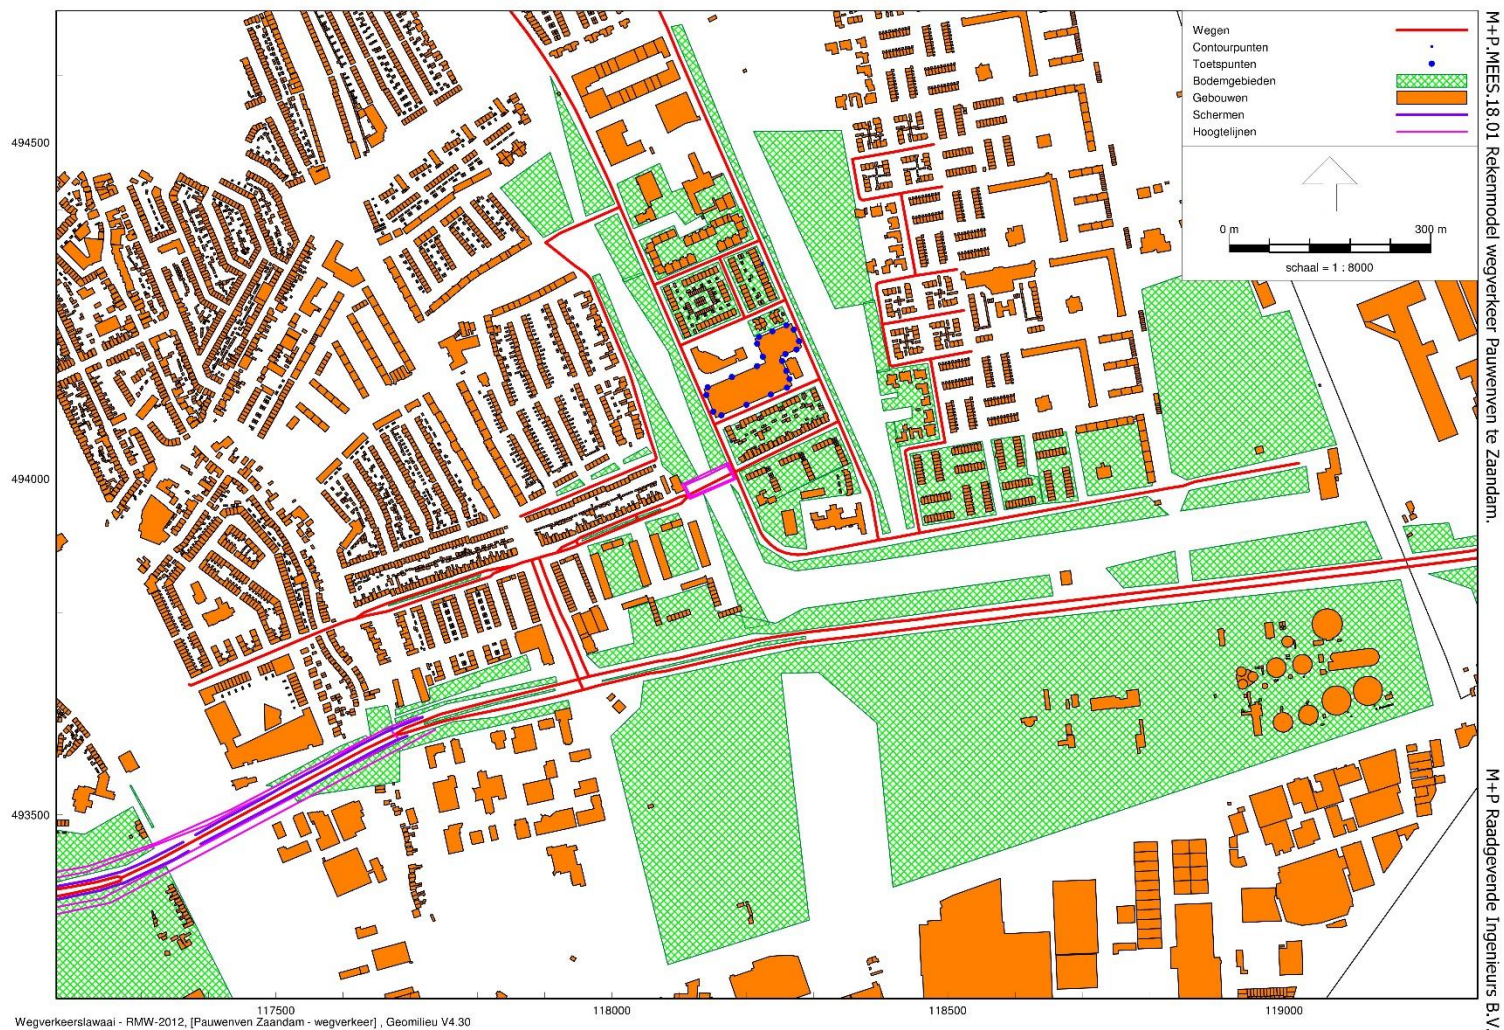 Wegen
Contourpunten
Toetspunten
Bodemgebieden
Gebouwen
Schermen
Hoogtelijnen
0 m 300 m
schaal = 1 : 8000
494500
494000
493500
117500 118000 118500 119000
Wegverkeerslawaai - RMW-2012, [Pauwenven Zaandam - wegverkeer] , Geomilieu V4.30
M+P.MEES.18.01 Rekenmodel wegverkeer Pauwenven te Zaandam.
M+P Raadgevende Ingenieurs B.V.